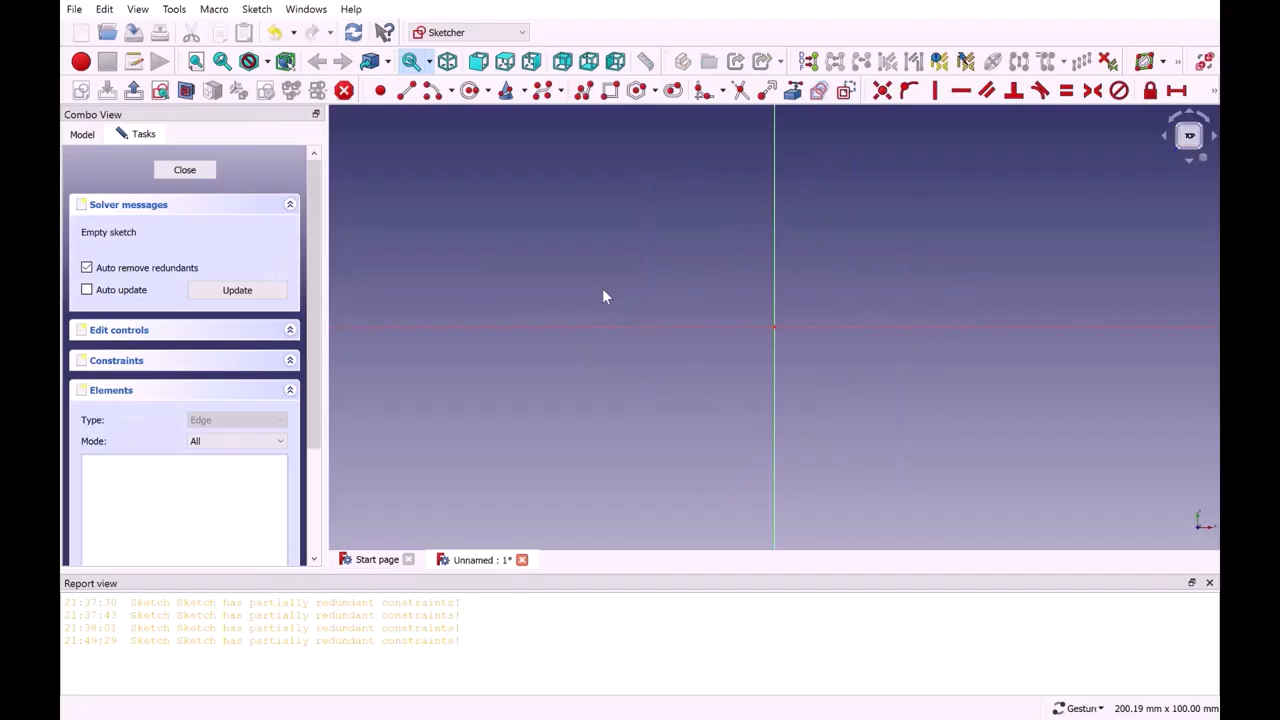 File Edit View Tools Macro Sketch Windows Help
Sketcher
Combo View
Model Tasks
TOP
Close
Solver messages
Empty sketch
Auto remove redundants
Auto update Update
Edit controls
Constraints
Elements
Type: Edge
Mode: All
Start page Unnamed : 1*
Report view
21:37:30 Sketch Sketch has partially redundant constraints!
21:37:43 Sketch Sketch has partially redundant constraints!
21:38:01 Sketch Sketch has partially redundant constraints!
21:49:29 Sketch Sketch has partially redundant constraints!
Gesture 200.19 mm x 100.00 mm